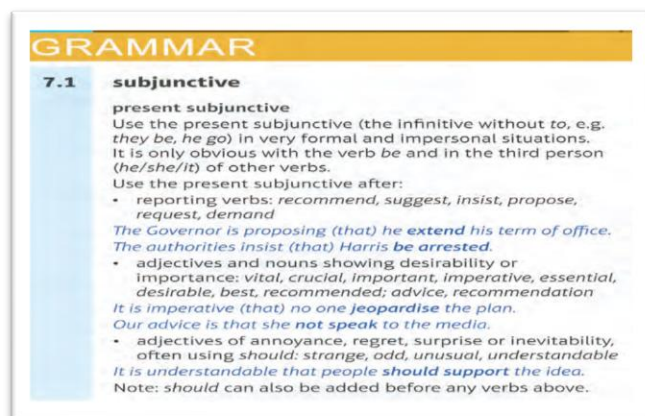 GRAMMAR
7.1 subjunctive
present subjunctive
Use the present subjunctive (the infinitive without to, e.g.
they be, he go) in very formal and impersonal situations.
It is only obvious with the verb be and in the third person
(he/she/it) of other verbs.
Use the present subjunctive after:
• reporting verbs: recommend, suggest, insist, propose,
request, demand
The Governor is proposing (that) he extend his term of office.
The authorities insist (that) Harris be arrested.
• adjectives and nouns showing desirability or
importance: vital, crucial, important, imperative, essential,
desirable, best, recommended; advice, recommendation
It is imperative (that) no one jeopardise the plan.
Our advice is that she not speak to the media.
• adjectives of annoyance, regret, surprise or inevitability,
often using should: strange, odd, unusual, understandable
It is understandable that people should support the idea.
Note: should can also be added before any verbs above.